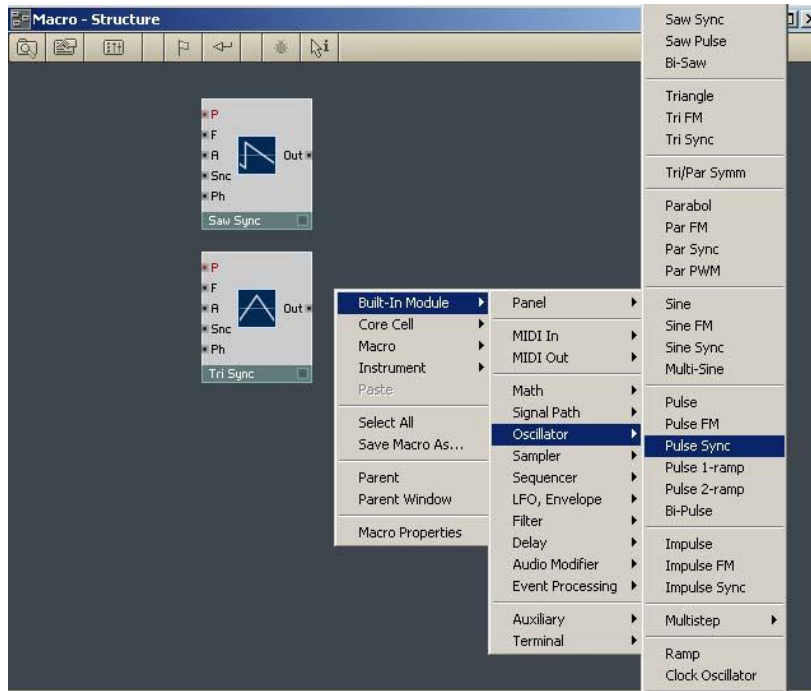 Macro - Structure
P
F
A
Snc
Ph
Out
Saw Sync
P
F
A
Snc
Ph
Out
Tri Sync
Built-In Module
Core Cell
Macro
Instrument
Paste
Select All
Save Macro As...
Parent
Parent Window
Macro Properties
Panel
MIDI In
MIDI Out
Math
Signal Path
Oscillator
Sampler
Sequencer
LFO, Envelope
Filter
Delay
Audio Modifier
Event Processing
Auxiliary
Terminal
Saw Sync
Saw Pulse
Bi-Saw
Triangle
Tri FM
Tri Sync
Tri/Par Symm
Parabol
Par FM
Par Sync
Par PWM
Sine
Sine FM
Sine Sync
Multi-Sine
Pulse
Pulse FM
Pulse Sync
Pulse 1-ramp
Pulse 2-ramp
Bi-Pulse
Impulse
Impulse FM
Impulse Sync
Multistep
Ramp
Clock Oscillator